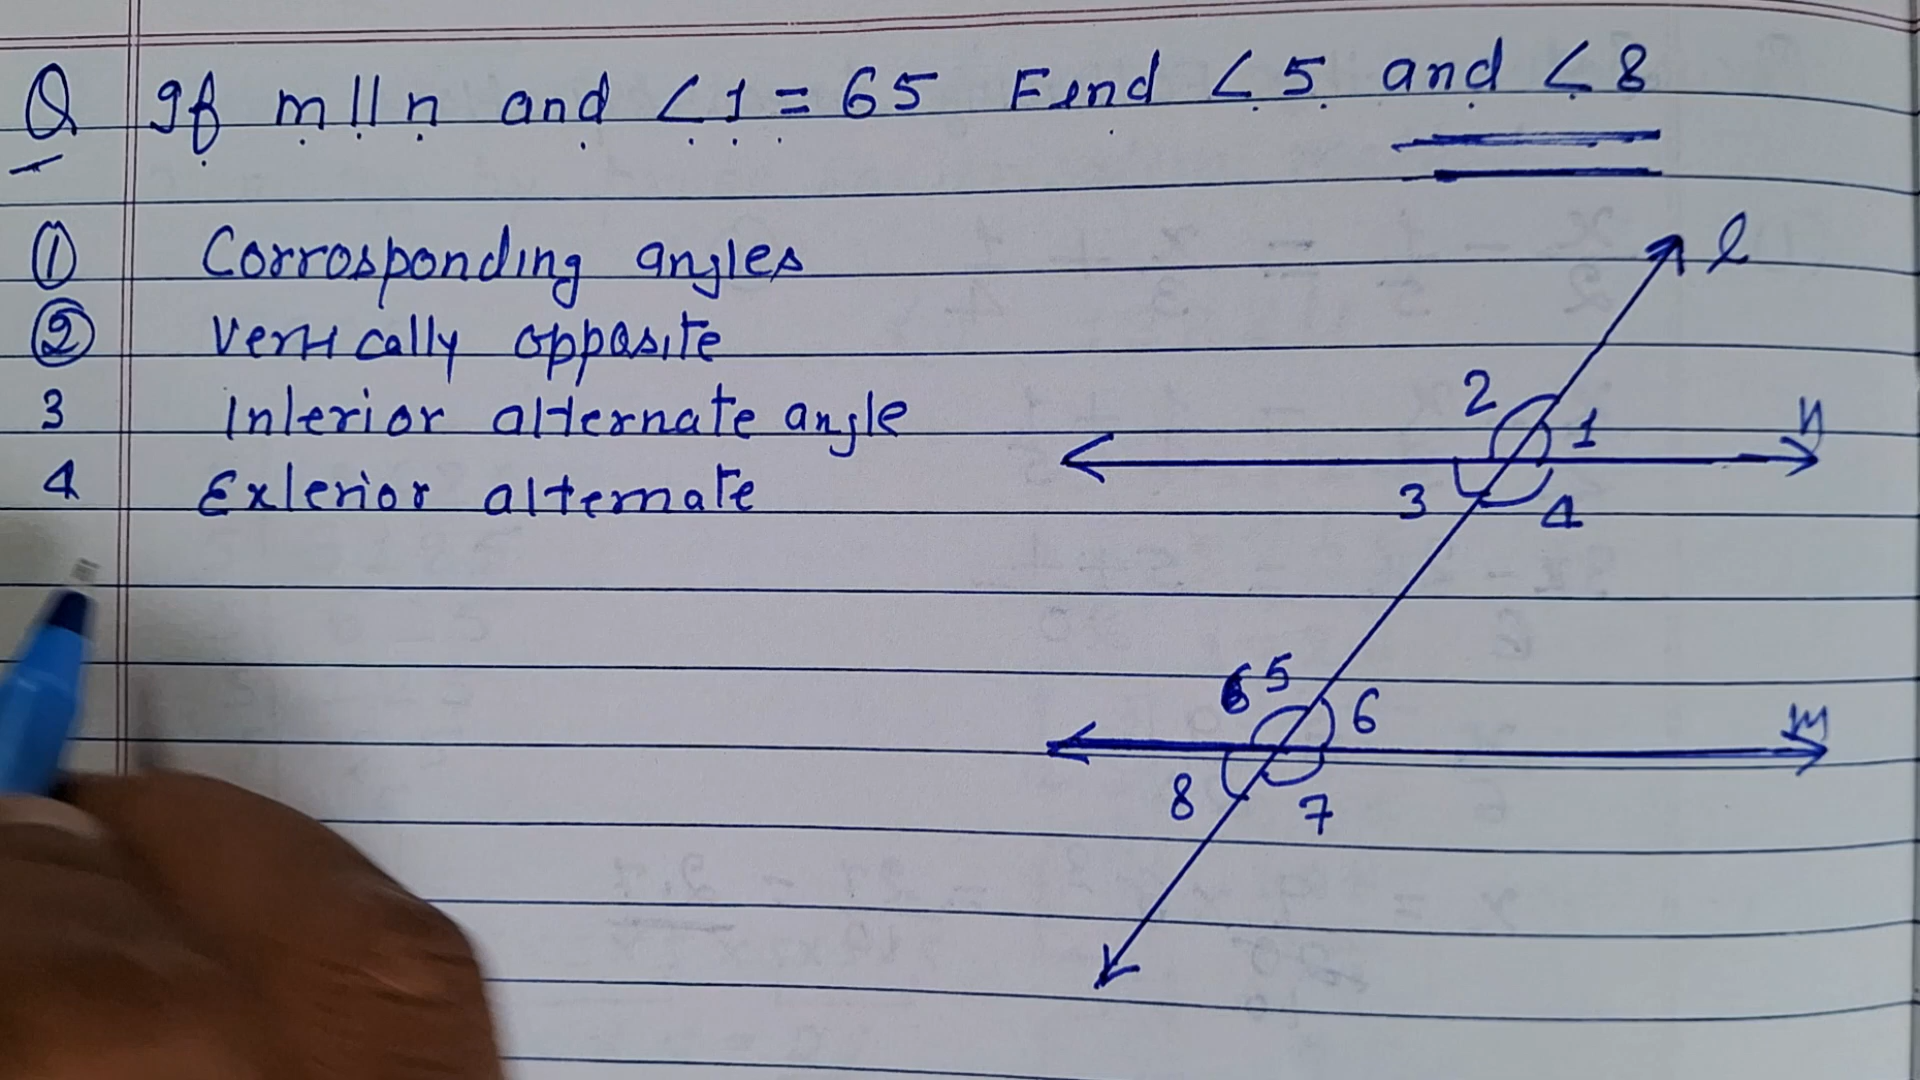 Q If m||n and ∠1=65 Find ∠5 and ∠8
① Corrosponding angles
② Vertically opposite
3 Interior alternate angle
4 Exterior alternate
l
2
1
n
3
4
5
6
m
8
7